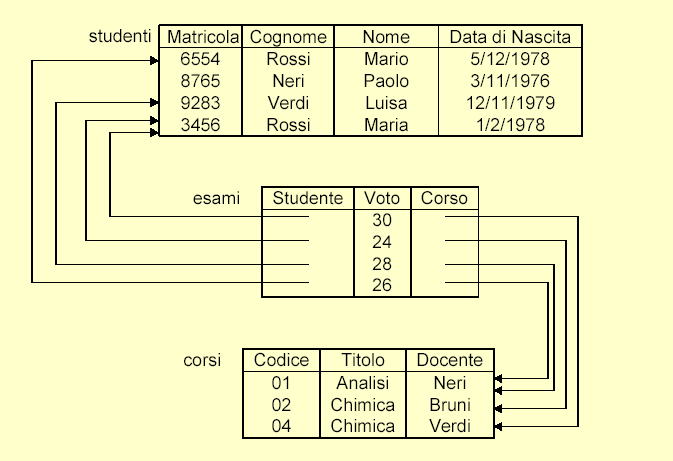 studenti Matricola Cognome Nome Data di Nascita
6554 Rossi Mario 5/12/1978
8765 Neri Paolo 3/11/1976
9283 Verdi Luisa 12/11/1979
3456 Rossi Maria 1/2/1978
esami Studente Voto Corso
30
24
28
26
corsi Codice Titolo Docente
01 Analisi Neri
02 Chimica Bruni
04 Chimica Verdi